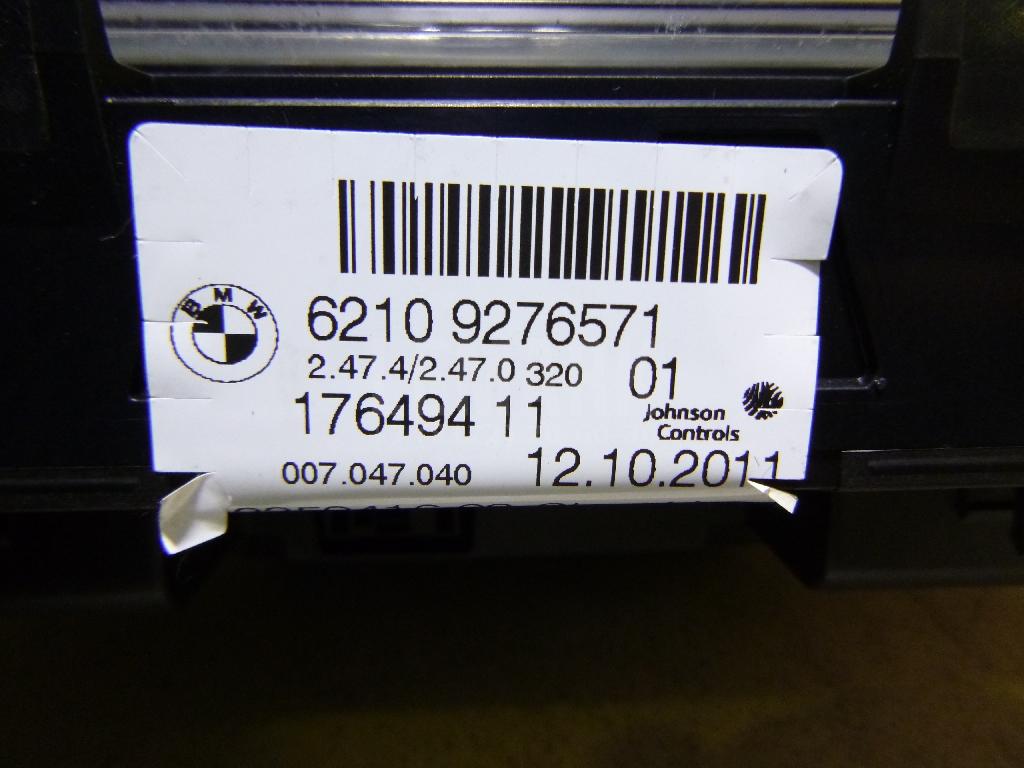 BMW
6210 9276571
2.47.4/2.47.0 320 01
176494 11
Johnson
Controls
007.047.040 12.10.2011